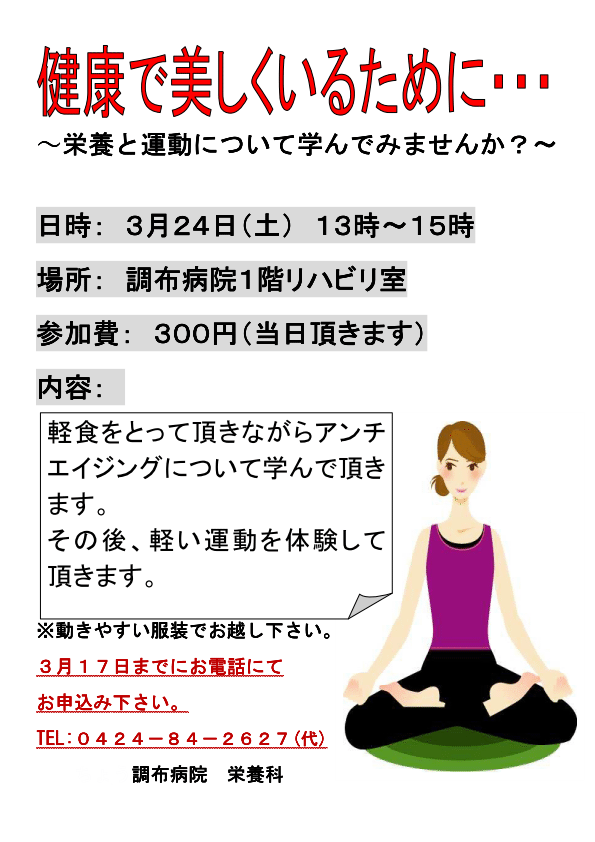 健康で美しくいるために・・・
～栄養と運動について学んでみませんか？～
日時： ３月２４日（土） １３時～１５時
場所： 調布病院１階リハビリ室
参加費： ３００円（当日頂きます）
内容：
軽食をとって頂きながらアンチ
エイジングについて学んで頂き
ます。
その後、軽い運動を体験して
頂きます。
※動きやすい服装でお越し下さい。
３月１７日までにお電話にて
お申込み下さい。
TEL：０４２４－８４－２６２７（代）
調布病院 栄養科